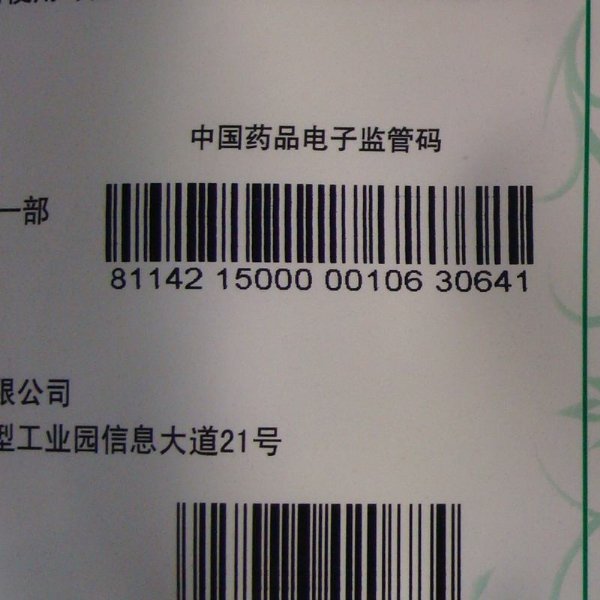 中国药品电子监管码
一部
81142 15000 00106 30641
限公司
型工业园信息大道21号